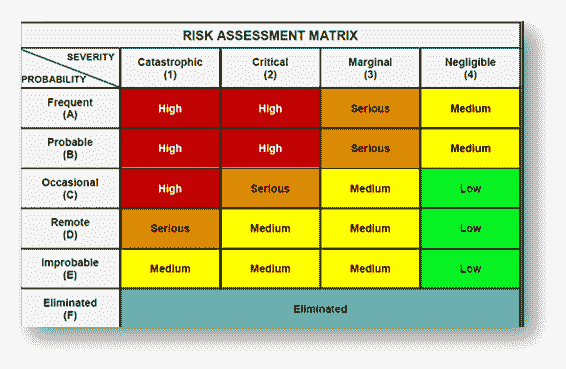 RISK ASSESSMENT MATRIX
SEVERITY
PROBABILITY
Catastrophic
(1)
Critical
(2)
Marginal
(3)
Negligible
(4)
Frequent
(A)
High
High
Serious
Medium
Probable
(B)
High
High
Serious
Medium
Occasional
(C)
High
Serious
Medium
Low
Remote
(D)
Serious
Medium
Medium
Low
Improbable
(E)
Medium
Medium
Medium
Low
Eliminated
(F)
Eliminated